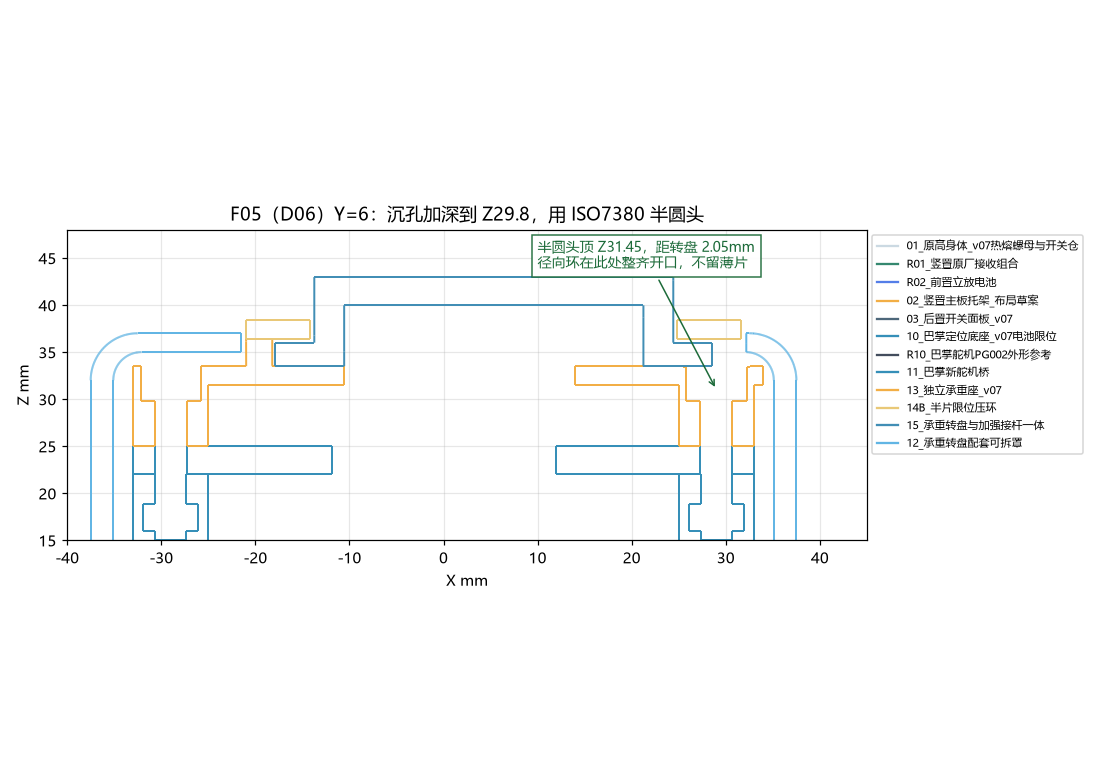 F05（D06）Y=6：沉孔加深到 Z29.8，用 ISO7380 半圆头
半圆头顶 Z31.45，距转盘 2.05mm
径向环在此处整齐开口，不留薄片
01_原高身体_v07热熔螺母与开关仓
R01_竖置原厂接收组合
R02_前置立放电池
02_竖置主板托架_布局草案
03_后置开关面板_v07
10_巴掌定位底座_v07电池限位
R10_巴掌舵机PG002外形参考
11_巴掌新舵机桥
13_独立承重座_v07
14B_半片限位压环
15_承重转盘与加强接杆一体
12_承重转盘配套可拆罩
Z mm
45
40
35
30
25
20
15
-40
-30
-20
-10
0
10
20
30
40
X mm